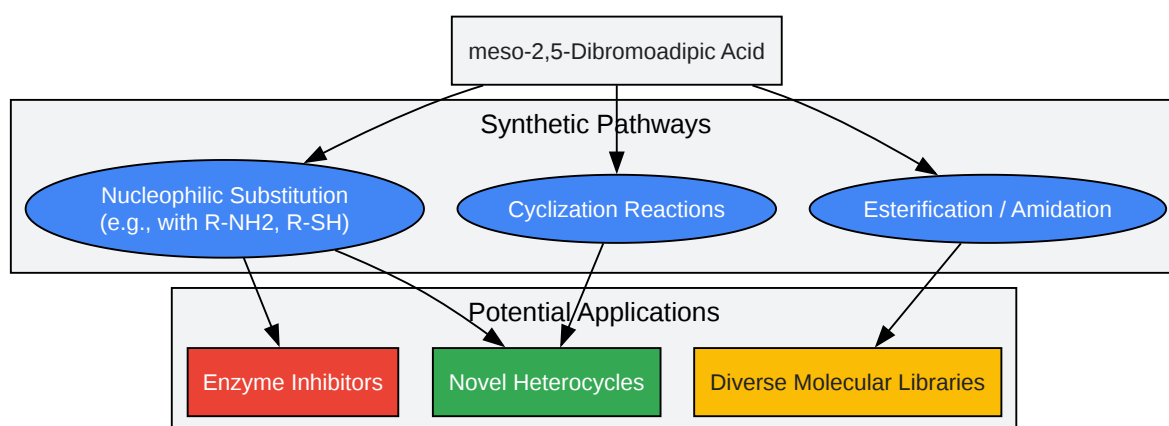 meso-2,5-Dibromoadipic Acid
Synthetic Pathways
Nucleophilic Substitution
(e.g., with R-NH2, R-SH)
Cyclization Reactions
Esterification / Amidation
Potential Applications
Enzyme Inhibitors
Novel Heterocycles
Diverse Molecular Libraries